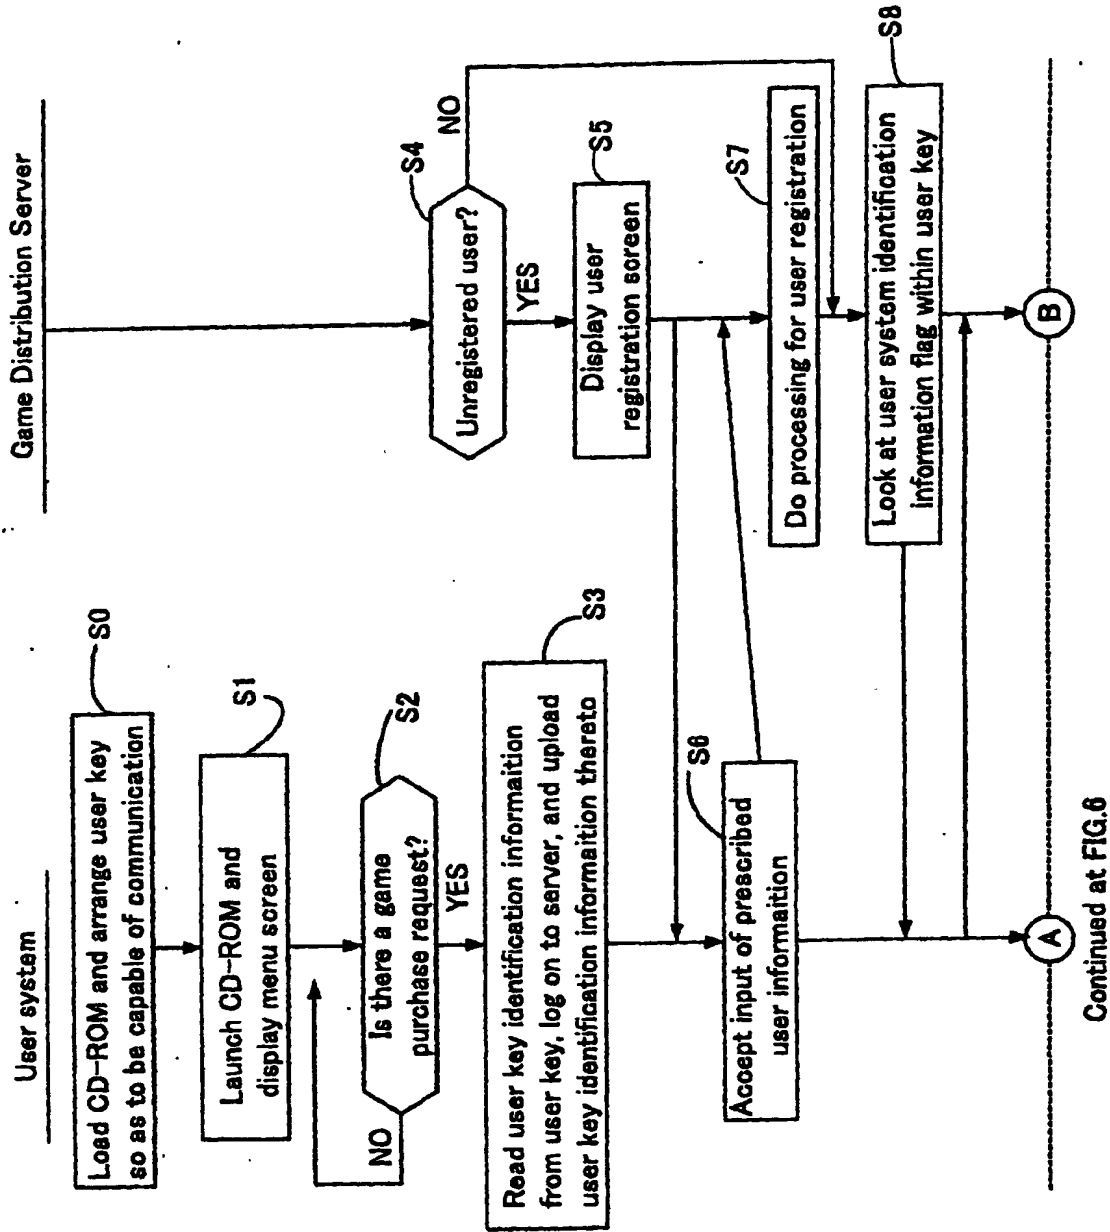 User system
Game Distribution Server
S0
Load CD-ROM and arrange user key
so as to be capable of communication
S1
Launch CD-ROM and
display menu screen
S2
Is there a game
purchase request?
NO
YES
S3
Read user key identification informaition
from user key, log on to server, and upload
user key identification informaition thereto
S4
Unregistered user?
NO
YES
S5
Display user
registration screen
S6
Accept input of prescribed
user informaition
S7
Do processing for user registration
S8
Look at user system identification
information flag within user key
A
B
Continued at FIG.6